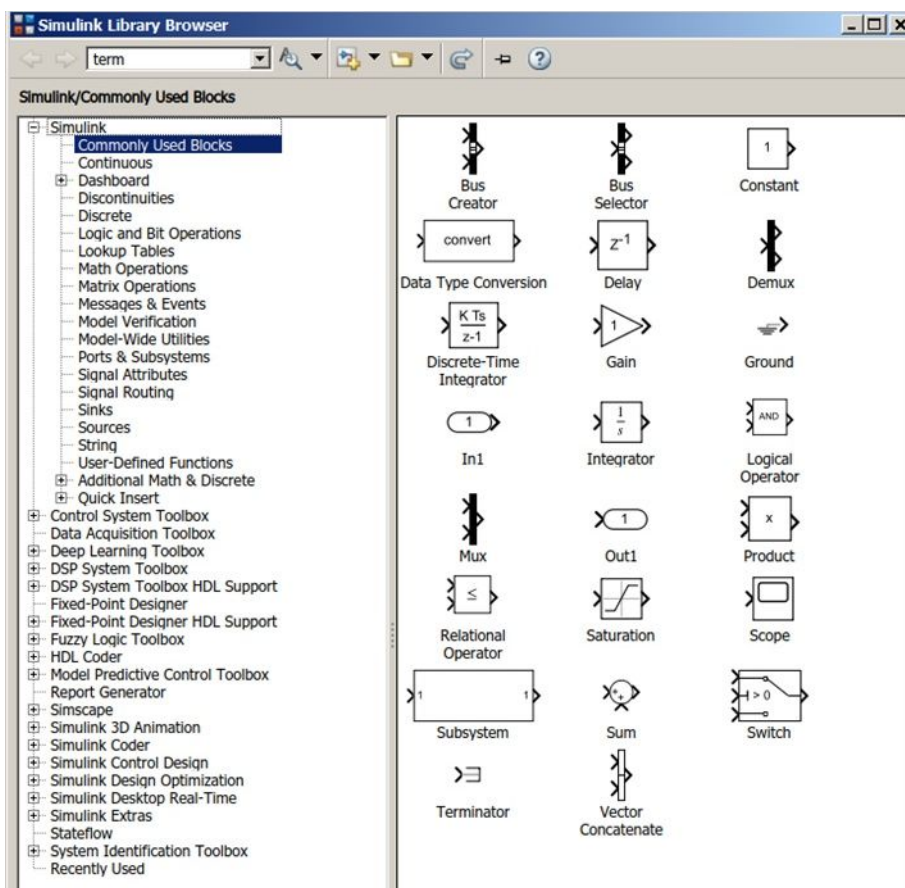 Simulink Library Browser
term
Simulink/Commonly Used Blocks
Simulink
Commonly Used Blocks
Continuous
Dashboard
Discontinuities
Discrete
Logic and Bit Operations
Lookup Tables
Math Operations
Matrix Operations
Messages & Events
Model Verification
Model-Wide Utilities
Ports & Subsystems
Signal Attributes
Signal Routing
Sinks
Sources
String
User-Defined Functions
Additional Math & Discrete
Quick Insert
Control System Toolbox
Data Acquisition Toolbox
Deep Learning Toolbox
DSP System Toolbox
DSP System Toolbox HDL Support
Fixed-Point Designer
Fixed-Point Designer HDL Support
Fuzzy Logic Toolbox
HDL Coder
Model Predictive Control Toolbox
Report Generator
Simscape
Simulink 3D Animation
Simulink Coder
Simulink Control Design
Simulink Design Optimization
Simulink Desktop Real-Time
Simulink Extras
Stateflow
System Identification Toolbox
Recently Used
Bus
Creator
Bus
Selector
1
Constant
convert
Data Type Conversion
z-1
Delay
Demux
K Ts
z-1
Discrete-Time
Integrator
1
Gain
Ground
1
In1
1
s
Integrator
AND
Logical
Operator
Mux
1
Out1
x
Product
≤
Relational
Operator
Saturation
Scope
1 1
Subsystem
++
Sum
> 0
Switch
Terminator
Vector
Concatenate